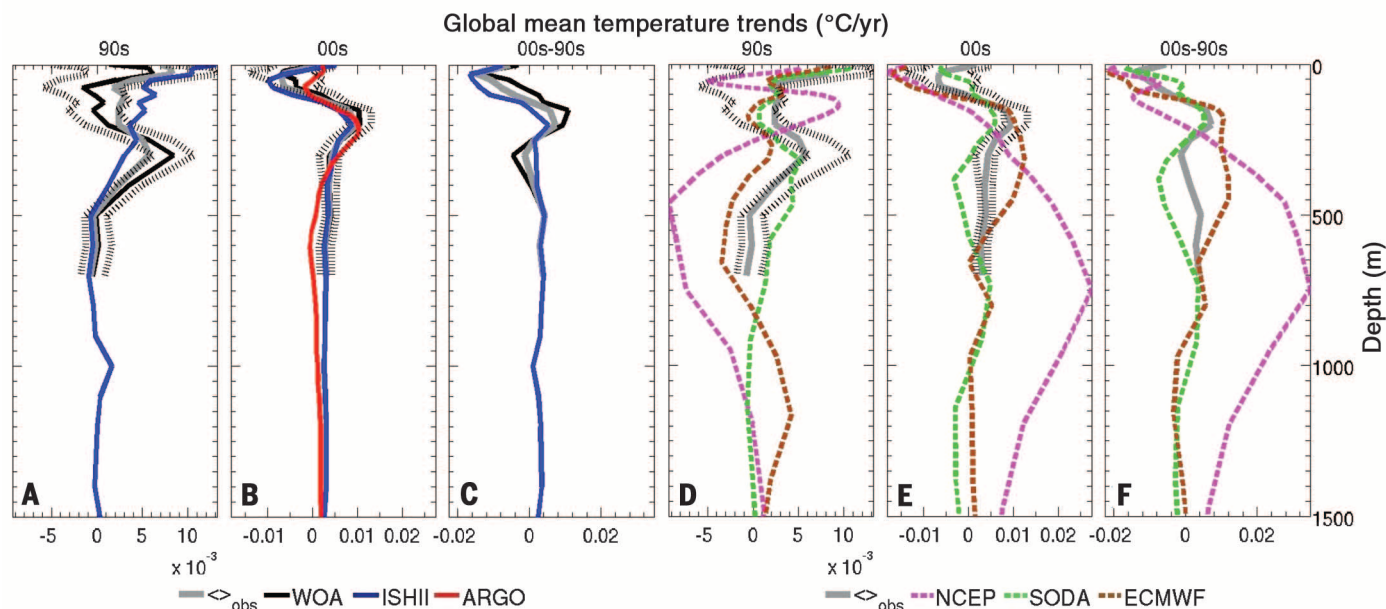 Global mean temperature trends (°C/yr)
90s 00s 00s-90s 90s 00s 00s-90s
0
500
1000
1500
Depth (m)
A B C D E F
-5 0 5 10 -0.01 0 0.01 0.02 -0.02 0 0.02 -5 0 5 10 -0.01 0 0.01 0.02 -0.02 0 0.02
x 10⁻³ x 10⁻³
<>obs WOA ISHII ARGO <>obs NCEP SODA ECMWF